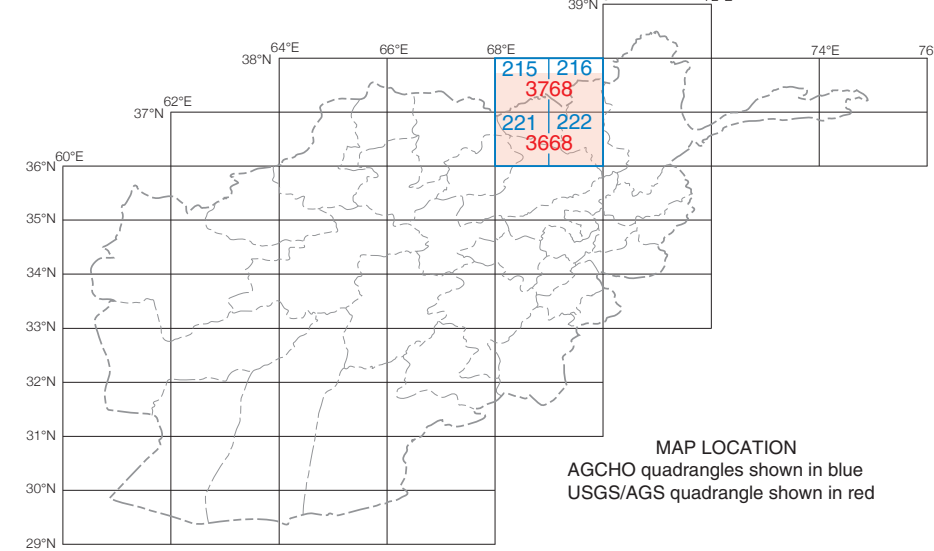 39°N
64°E 66°E 68°E 74°E 76
38°N
215 216
3768
62°E
37°N
221 222
3668
60°E
36°N
35°N
34°N
33°N
32°N
31°N
30°N
29°N
MAP LOCATION
AGCHO quadrangles shown in blue
USGS/AGS quadrangle shown in red